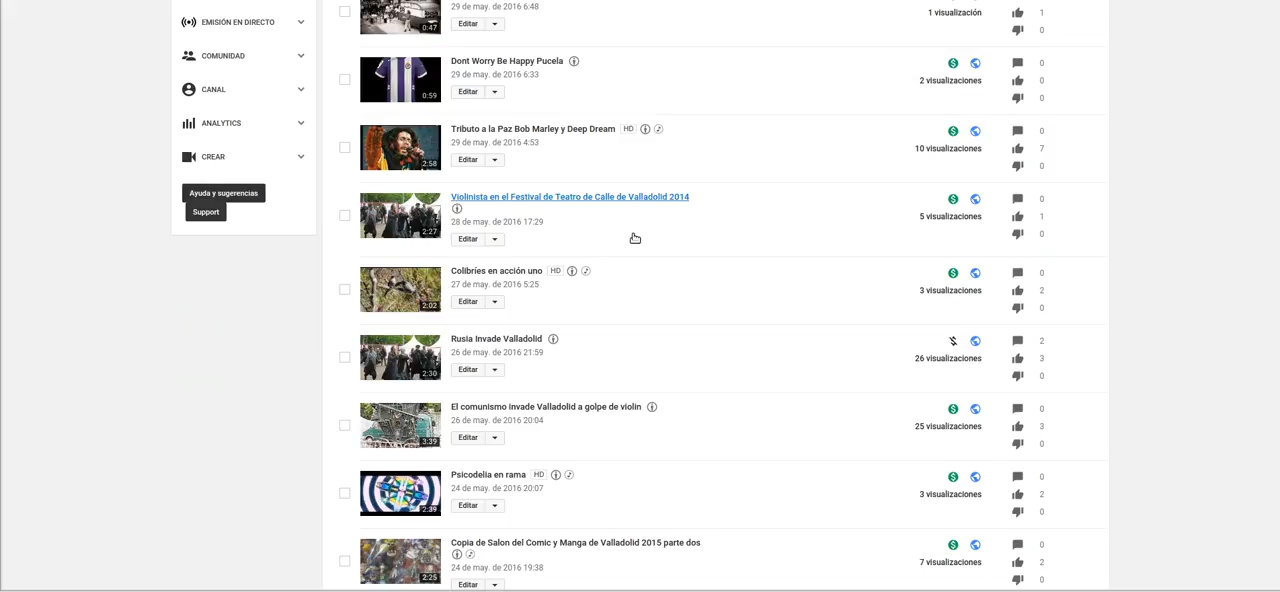 EMISIÓN EN DIRECTO
COMUNIDAD
CANAL
ANALYTICS
CREAR
Ayuda y sugerencias
Support
29 de may. de 2016 6:48
Editar
0:47
1 visualización
1
0
Dont Worry Be Happy Pucela
29 de may. de 2016 6:33
Editar
0:59
2 visualizaciones
0
0
0
Tributo a la Paz Bob Marley y Deep Dream HD
29 de may. de 2016 4:53
Editar
2:58
10 visualizaciones
0
7
0
Violinista en el Festival de Teatro de Calle de Valladolid 2014
28 de may. de 2016 17:29
Editar
2:27
5 visualizaciones
0
1
0
Colibríes en acción uno HD
27 de may. de 2016 5:25
Editar
2:02
3 visualizaciones
0
2
0
Rusia Invade Valladolid
26 de may. de 2016 21:59
Editar
2:30
26 visualizaciones
2
3
0
El comunismo invade Valladolid a golpe de violin
26 de may. de 2016 20:04
Editar
3:39
25 visualizaciones
0
3
0
Psicodelia en rama HD
24 de may. de 2016 20:07
Editar
2:39
3 visualizaciones
0
2
0
Copia de Salon del Comic y Manga de Valladolid 2015 parte dos
24 de may. de 2016 19:38
Editar
2:25
7 visualizaciones
0
2
0